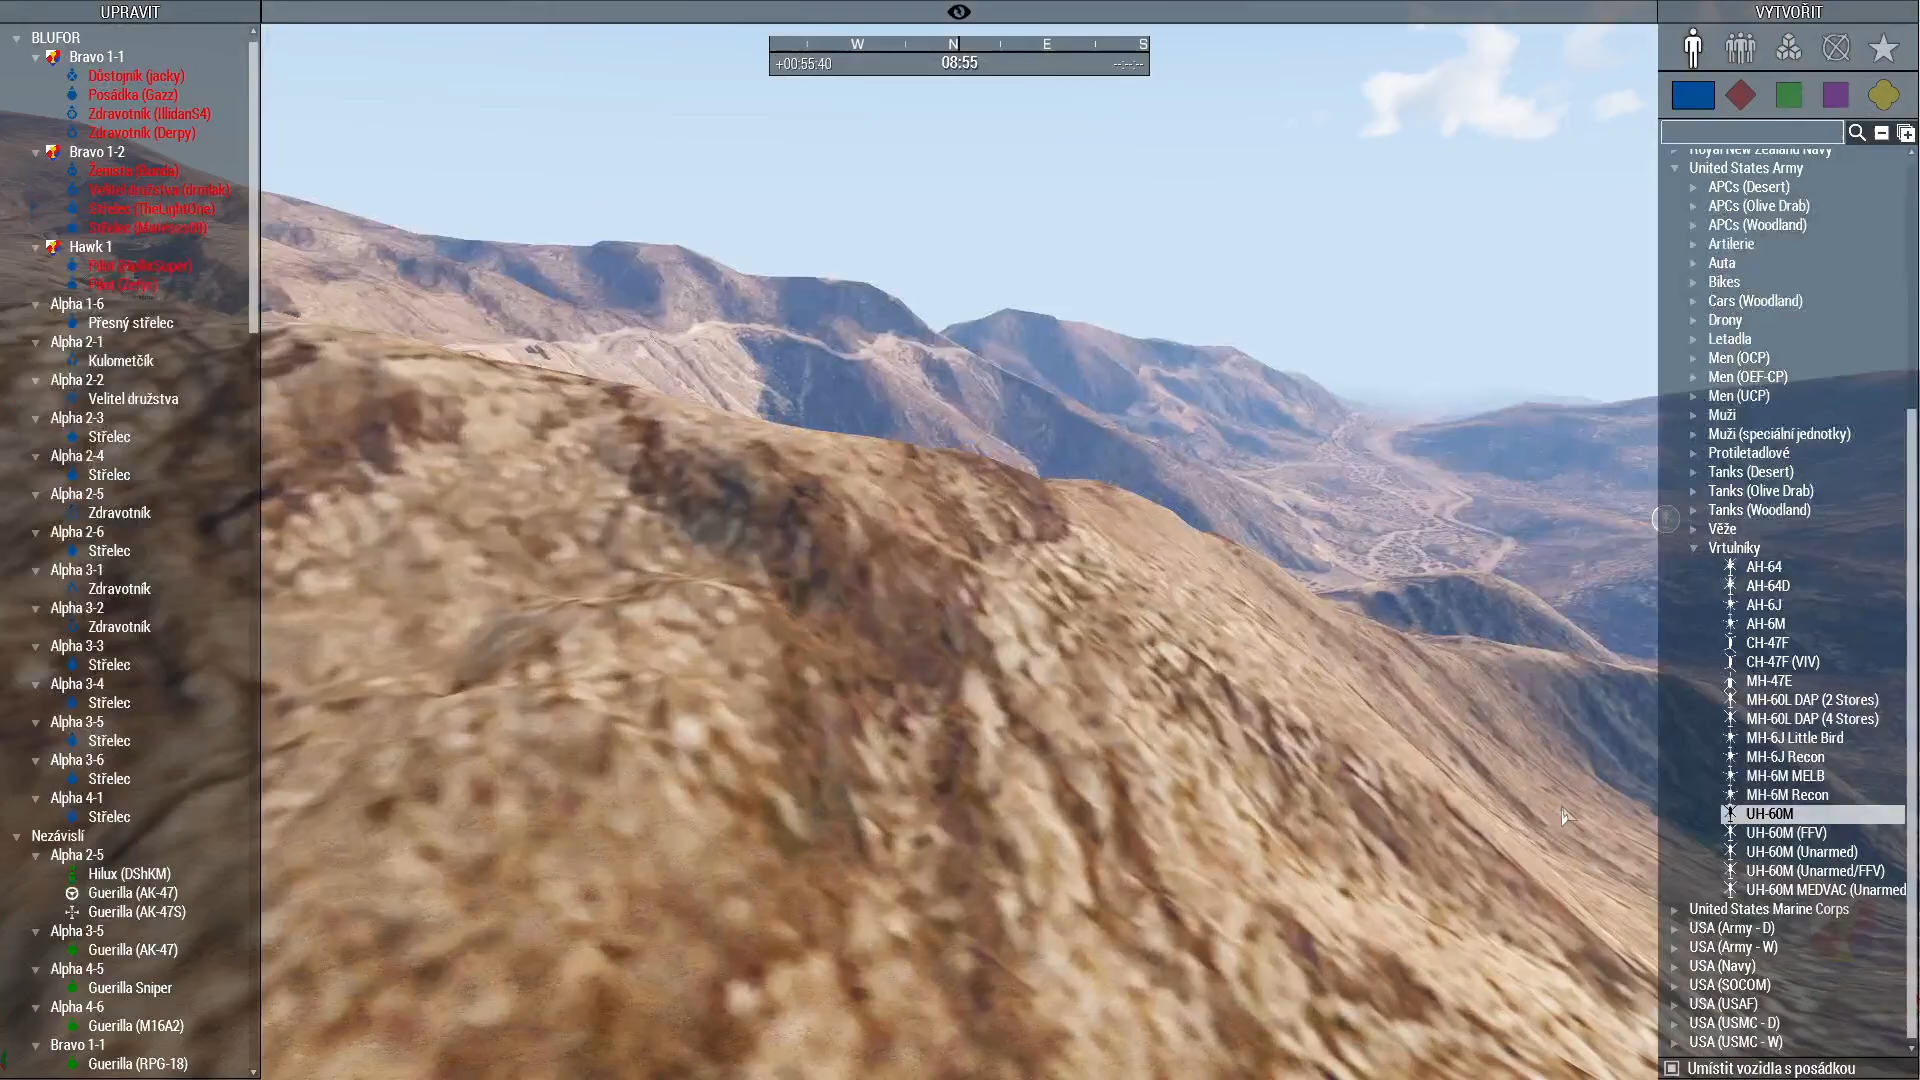 UPRAVIT
BLUFOR
Bravo 1-1
Důstojník (jacky)
Posádka (Gazz)
Zdravotník (IllidanS4)
Zdravotník (Derpy)
Bravo 1-2
Velitel družstva (drmlak)
Střelec (TheLightOne)
Hawk 1
Alpha 1-6
Přesný střelec
Alpha 2-1
Kulometčík
Alpha 2-2
Velitel družstva
Alpha 2-3
Střelec
Alpha 2-4
Střelec
Alpha 2-5
Zdravotník
Alpha 2-6
Střelec
Alpha 3-1
Zdravotník
Alpha 3-2
Zdravotník
Alpha 3-3
Střelec
Alpha 3-4
Střelec
Alpha 3-5
Střelec
Alpha 3-6
Střelec
Alpha 4-1
Střelec
Nezávislí
Alpha 2-5
Hilux (DShKM)
Guerilla (AK-47)
Guerilla (AK-47S)
Alpha 3-5
Guerilla (AK-47)
Alpha 4-5
Guerilla Sniper
Alpha 4-6
Guerilla (M16A2)
Bravo 1-1
Guerilla (RPG-18)
W N E S
+00:55:40 08:55 --:--:--
VYTVOŘIT
Royal New Zealand Navy
United States Army
APCs (Desert)
APCs (Olive Drab)
APCs (Woodland)
Artilerie
Auta
Bikes
Cars (Woodland)
Drony
Letadla
Men (OCP)
Men (OEF-CP)
Men (UCP)
Muži
Muži (speciální jednotky)
Protiletadlové
Tanks (Desert)
Tanks (Olive Drab)
Tanks (Woodland)
Věže
Vrtulníky
AH-64
AH-64D
AH-6J
AH-6M
CH-47F
CH-47F (VIV)
MH-47E
MH-60L DAP (2 Stores)
MH-60L DAP (4 Stores)
MH-6J Little Bird
MH-6J Recon
MH-6M MELB
MH-6M Recon
UH-60M
UH-60M (FFV)
UH-60M (Unarmed)
UH-60M (Unarmed/FFV)
UH-60M MEDVAC (Unarmed
United States Marine Corps
USA (Army - D)
USA (Army - W)
USA (Navy)
USA (SOCOM)
USA (USAF)
USA (USMC - D)
USA (USMC - W)
Umístit vozidla s posádkou